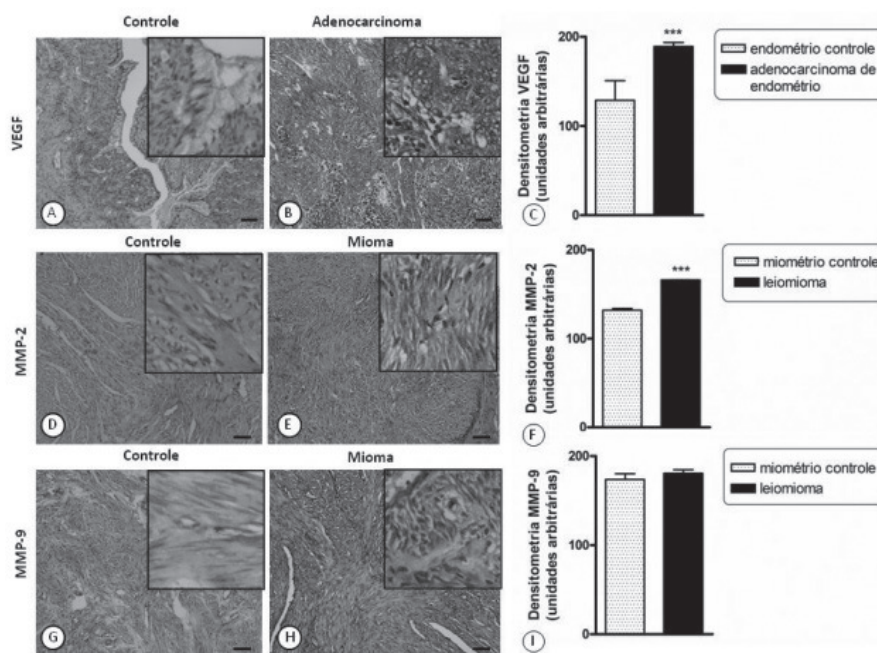 Controle
Adenocarcinoma
VEGF
A
B
Densitometria VEGF
(unidades arbitrárias)
200
100
0
***
C
endométrio controle
adenocarcinoma de
endométrio
Controle
Mioma
MMP-2
D
E
Densitometria MMP-2
(unidades arbitrárias)
200
100
0
***
F
miométrio controle
leiomioma
Controle
Mioma
MMP-9
G
H
Densitometria MMP-9
(unidades arbitrárias)
200
100
0
I
miométrio controle
leiomioma